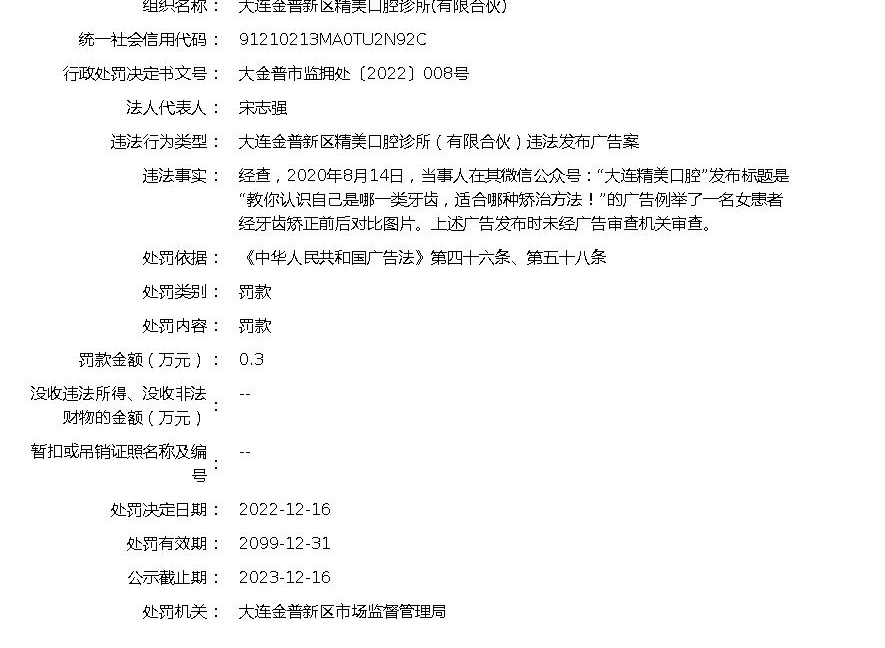 组织名称： 大连金普新区精美口腔诊所(有限合伙)
统一社会信用代码： 91210213MA0TU2N92C
行政处罚决定书文号： 大金普市监拥处〔2022〕008号
法人代表人： 宋志强
违法行为类型： 大连金普新区精美口腔诊所（有限合伙）违法发布广告案
违法事实： 经查，2020年8月14日，当事人在其微信公众号：“大连精美口腔”发布标题是
“教你认识自己是哪一类牙齿，适合哪种矫治方法！”的广告例举了一名女患者
经牙齿矫正前后对比图片。上述广告发布时未经广告审查机关审查。
处罚依据： 《中华人民共和国广告法》第四十六条、第五十八条
处罚类别： 罚款
处罚内容： 罚款
罚款金额（万元）： 0.3
没收违法所得、没收非法
财物的金额（万元）： --
暂扣或吊销证照名称及编
号： --
处罚决定日期： 2022-12-16
处罚有效期： 2099-12-31
公示截止期： 2023-12-16
处罚机关： 大连金普新区市场监督管理局